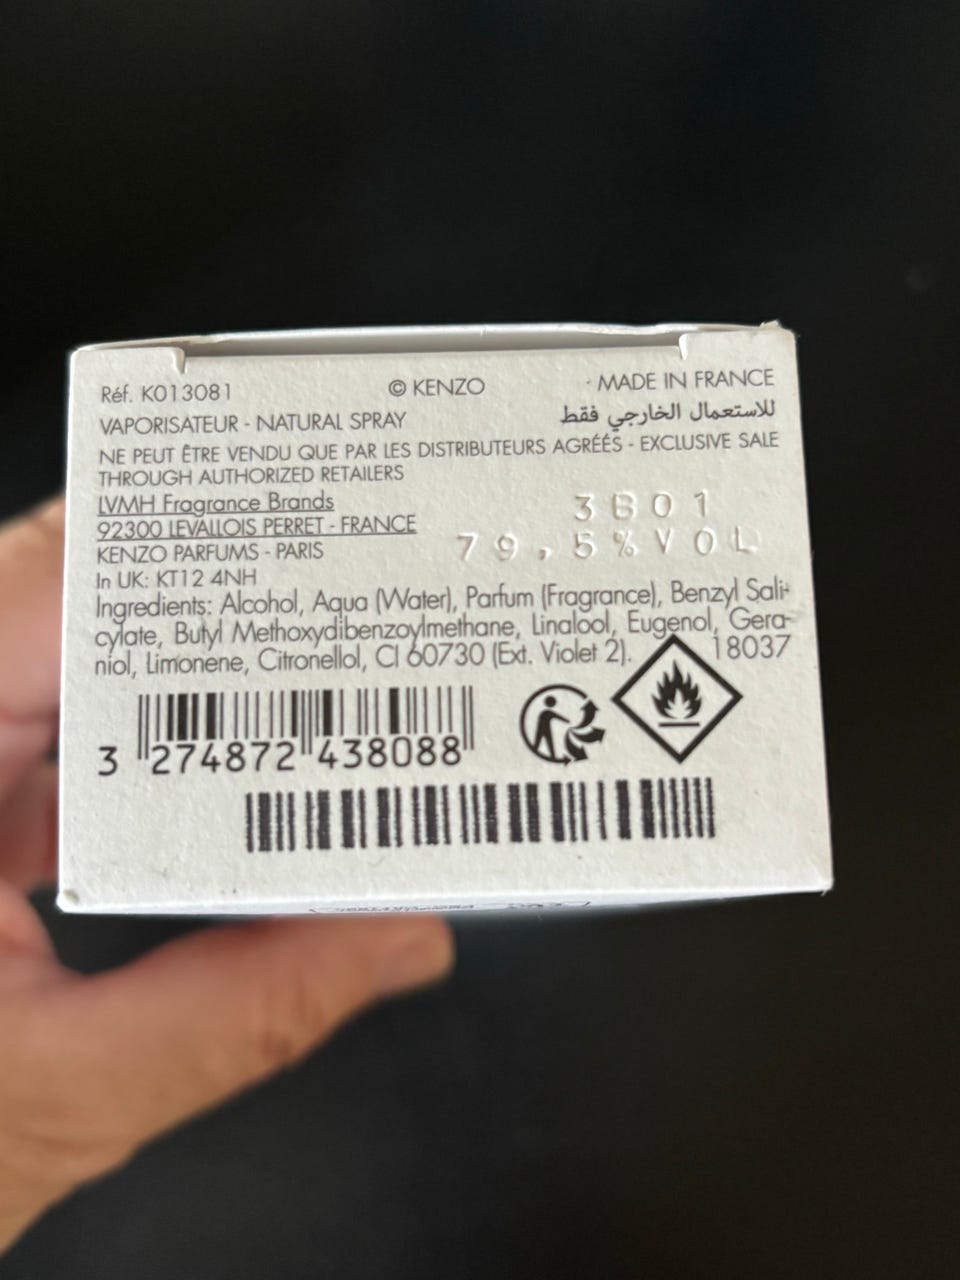 Réf. K013081 © KENZO MADE IN FRANCE
VAPORISATEUR - NATURAL SPRAY للاستعمال الخارجي فقط
NE PEUT ÊTRE VENDU QUE PAR LES DISTRIBUTEURS AGRÉÉS - EXCLUSIVE SALE
THROUGH AUTHORIZED RETAILERS
LVMH Fragrance Brands
92300 LEVALLOIS PERRET - FRANCE
KENZO PARFUMS - PARIS
In UK: KT12 4NH
3B01
79,5%VOL
Ingredients: Alcohol, Aqua (Water), Parfum (Fragrance), Benzyl Sali-
cylate, Butyl Methoxydibenzoylmethane, Linalool, Eugenol, Gera-
niol, Limonene, Citronellol, CI 60730 (Ext. Violet 2). 18037
3 274872 438088